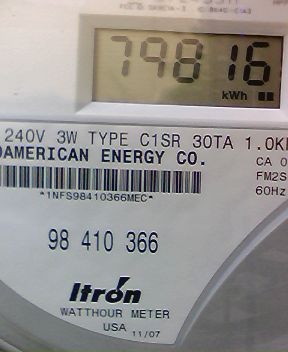 79816
kWh
240V 3W TYPE C1SR 30TA 1.0K
AMERICAN ENERGY CO.
CA 0
FM2S
60Hz
*1NFS98410366MEC*
98 410 366
Itrón
WATTHOUR METER
USA 11/07